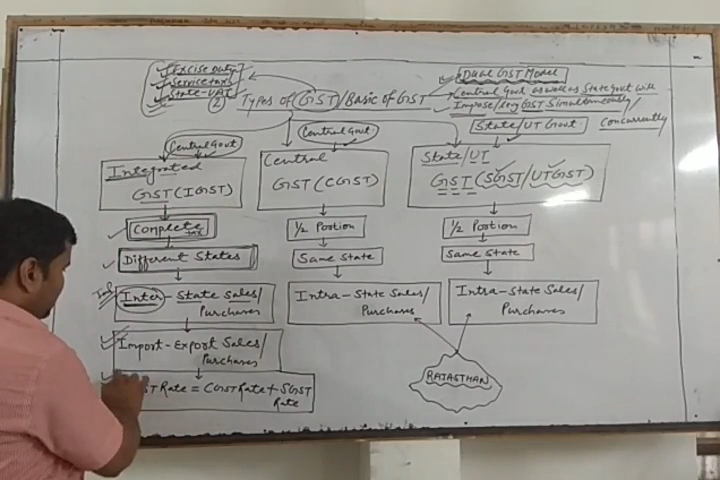 Excise Duty
Service tax
State-VAT
② Types of GST/Basic of GST
Dual GST Model
Central Govt as well as State Govt will
Impose/levy GST Simultaneously/
Concurrently
Central Govt
Central Govt
State/UT Govt.
Integrated
GST (IGST)
Central
GST (CGST)
State/UT
GST (SGST/UTGST)
Complete
tax
1/2 Portion
1/2 Portion
Different States
Same State
Same State
Inter-State Sales/
Purchases
Intra-State Sales/
Purchases
Intra-State Sales/
Purchases
Import-Export Sales/
Purchases
ST Rate = CGST Rate + SGST
Rate
RAJASTHAN